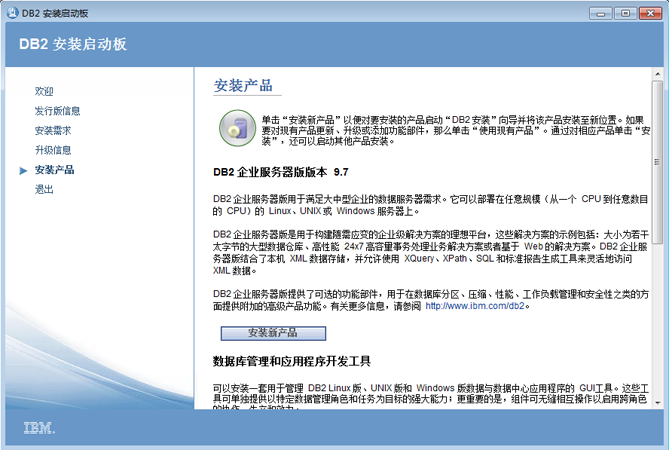 DB2 安装启动板
DB2 安装启动板
欢迎
发行版信息
安装需求
升级信息
安装产品
退出
安装产品
单击“安装新产品”以便对要安装的产品启动“DB2 安装”向导并将该产品安装至新位置。如果
要对现有产品更新、升级或添加功能部件，那么单击“使用现有产品”。通过对相应产品单击“安
装”，还可以启动其他产品安装。
DB2 企业服务器版版本 9.7
DB2 企业服务器版用于满足大中型企业的数据服务器需求。它可以部署在任意规模（从一个 CPU 到任意数目
的 CPU）的 Linux、UNIX 或 Windows 服务器上。
DB2 企业服务器版是用于构建随需应变的企业级解决方案的理想平台，这些解决方案的示例包括：大小为若干
太字节的大型数据仓库、高性能 24x7 高容量事务处理业务解决方案或者基于 Web 的解决方案。DB2 企业服
务器版结合了本机 XML 数据存储，并允许使用 XQuery、XPath、SQL 和标准报告生成工具来灵活地访问
XML 数据。
DB2 企业服务器版提供了可选的功能部件，用于在数据库分区、压缩、性能、工作负载管理和安全性之类的方
面提供附加的高级产品功能。有关更多信息，请参阅 http://www.ibm.com/db2。
安装新产品
数据库管理和应用程序开发工具
可以安装一套用于管理 DB2 Linux 版、UNIX 版和 Windows 版数据与数据中心应用程序的 GUI工具。这些工
具可单独提供以特定数据管理角色和任务为目标的强大能力；更重要的是，组件可无缝相互操作以启用跨角色
IBM.